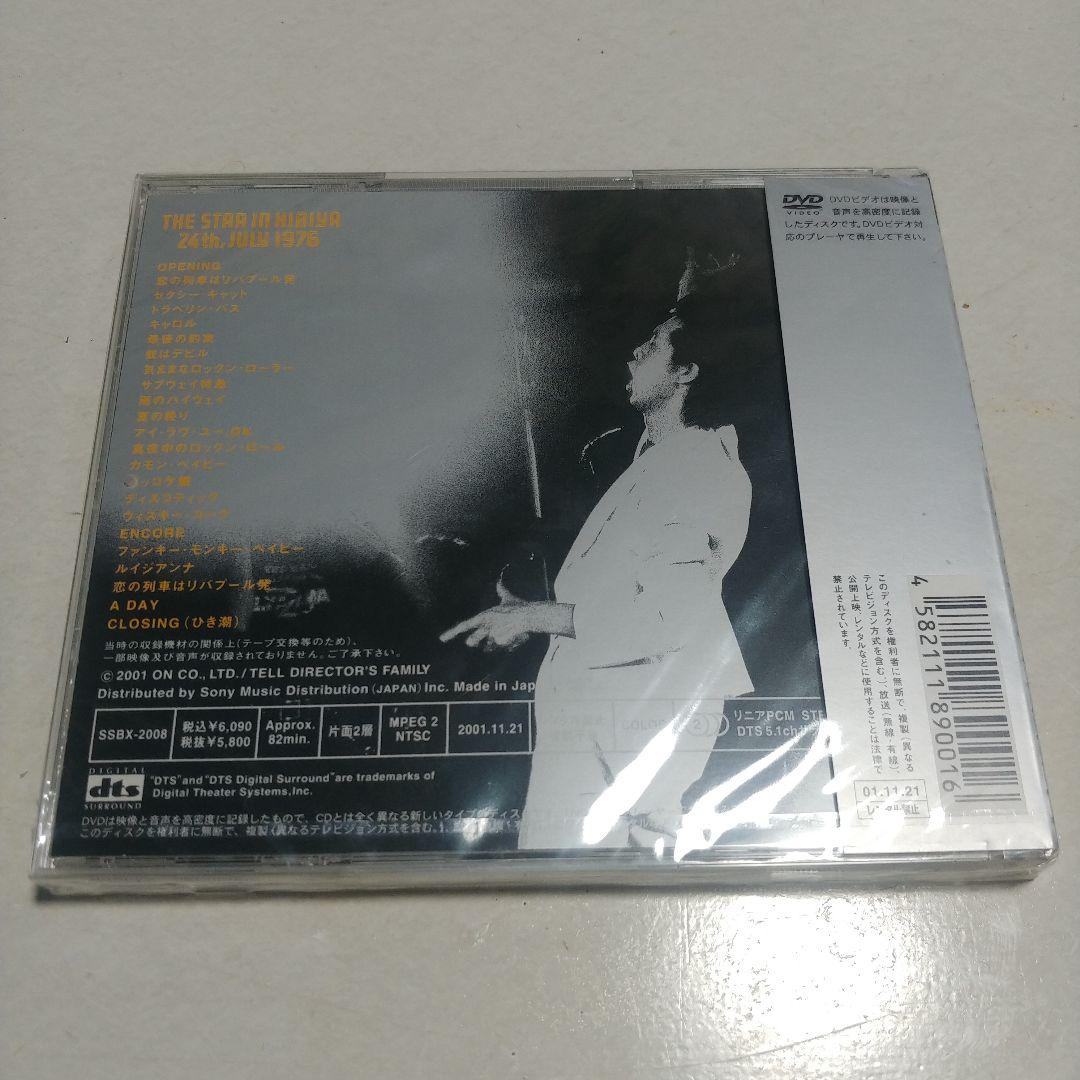 THE STAR IN HIBIYA
24th, JULY 1976
OPENING
恋の列車はリバプール発
セクシー・キャット
トラベリン・バス
キャロル
最後の約束
彼はデビル
気ままなロックン・ローラー
サブウェイ特急
雨のハイウェイ
夏の終り
アイ・ラヴ・ユー,OK
真夜中のロックン・ロール
カモン・ベイビー
ディスコティック
ウィスキー・コーク
ENCORE
ファンキー・モンキー・ベイビー
ルイジアンナ
恋の列車はリバプール発
A DAY
CLOSING(ひき潮)
当時の収録機材の関係上(テープ交換等のため)、
一部映像及び音声が収録されておりません。ご了承下さい。
© 2001 ON CO., LTD. / TELL DIRECTOR'S FAMILY
Distributed by Sony Music Distribution (JAPAN) Inc. Made in Jap
SSBX-2008
税込¥6,090
税抜¥5,800
Approx.
82min.
片面2層
MPEG 2
NTSC
2001.11.21
COLOR
2
リニアPCM STE
DTS 5.1ch
DIGITAL
dts
SURROUND
"DTS" and "DTS Digital Surround" are trademarks of
Digital Theater Systems, Inc.
DVDは映像と音声を高密度に記録したもので、CDとは全く異なる新しいタイプのディス
このディスクを権利者に無断で、複製(異なるテレビジョン方式を含む。)、
DVD
VIDEO
DVDビデオは映像と
音声を高密度に記録
したディスクです。DVDビデオ対
応のプレーヤで再生して下さい。
このディスクを権利者に無断で、複製(異なる
テレビジョン方式を含む)、放送(無線・有線)、
公開上映、レンタルなどに使用することは法律で
禁止されています。
4 582111 890016
01.11.21
レンタル禁止